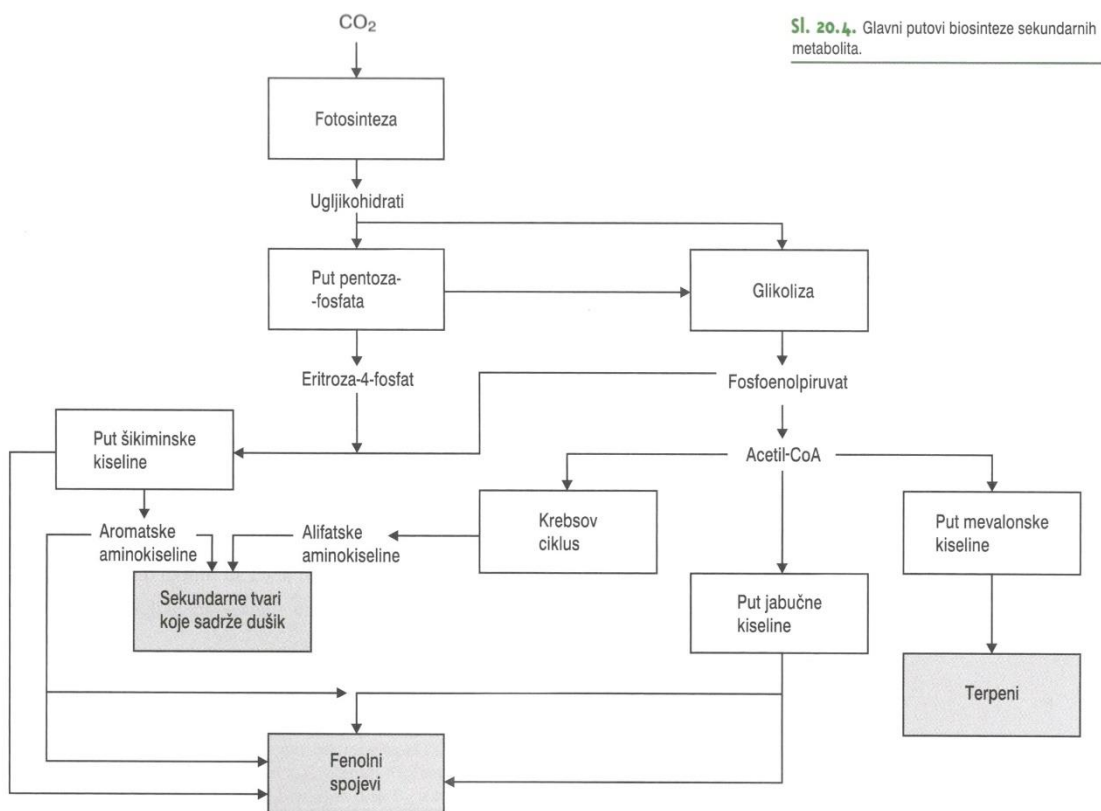 CO₂
Sl. 20.4. Glavni putovi biosinteze sekundarnih
metabolita.
Fotosinteza
Ugljikohidrati
Put pentoza-
-fosfata
Glikoliza
Eritroza-4-fosfat
Fosfoenolpiruvat
Put šikiminske
kiseline
Acetil-CoA
Aromatske
aminokiseline
Alifatske
aminokiseline
Krebsov
ciklus
Put mevalonske
kiseline
Sekundarne tvari
koje sadrže dušik
Put jabučne
kiseline
Terpeni
Fenolni
spojevi